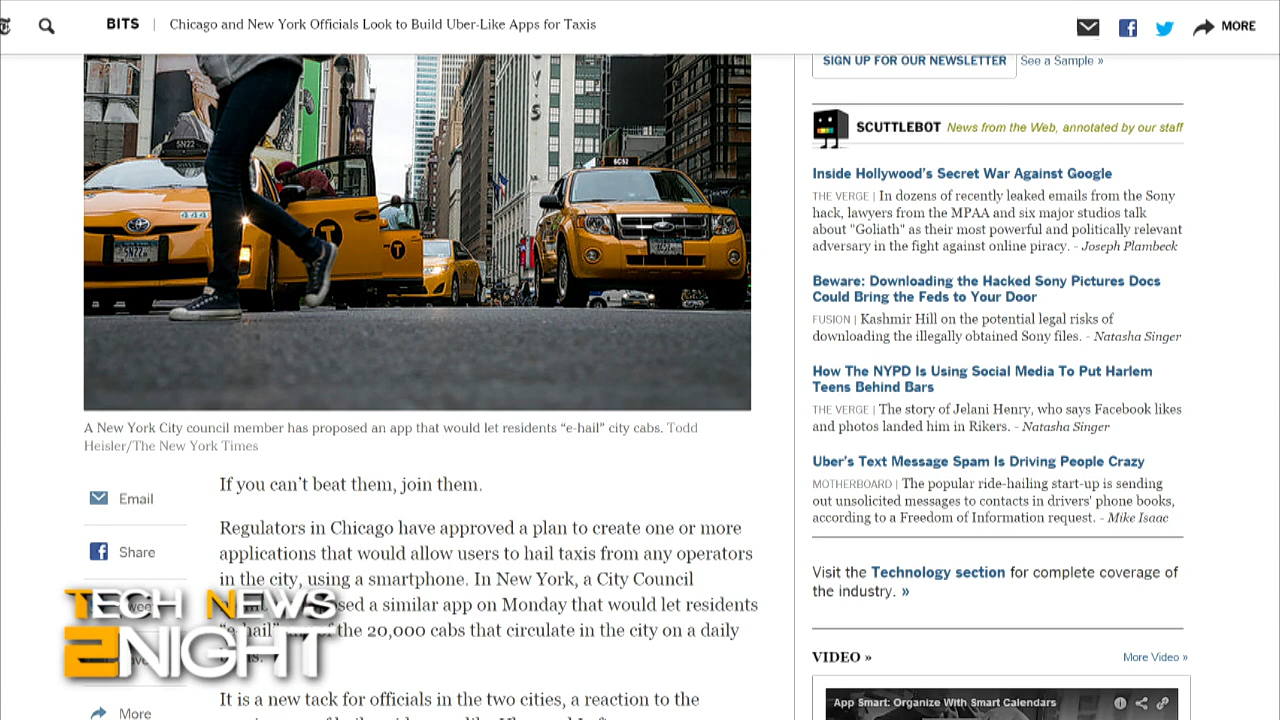 BITS | Chicago and New York Officials Look to Build Uber-Like Apps for Taxis
MORE
SIGN UP FOR OUR NEWSLETTER See a Sample »
SCUTTLEBOT News from the Web, annotated by our staff
Inside Hollywood's Secret War Against Google
THE VERGE | In dozens of recently leaked emails from the Sony
hack, lawyers from the MPAA and six major studios talk
about "Goliath" as their most powerful and politically relevant
adversary in the fight against online piracy. - Joseph Plambeck
Beware: Downloading the Hacked Sony Pictures Docs
Could Bring the Feds to Your Door
FUSION | Kashmir Hill on the potential legal risks of
downloading the illegally obtained Sony files. - Natasha Singer
How The NYPD Is Using Social Media To Put Harlem
Teens Behind Bars
THE VERGE | The story of Jelani Henry, who says Facebook likes
and photos landed him in Rikers. - Natasha Singer
Uber's Text Message Spam Is Driving People Crazy
MOTHERBOARD | The popular ride-hailing start-up is sending
out unsolicited messages to contacts in drivers' phone books,
according to a Freedom of Information request. - Mike Isaac
Visit the Technology section for complete coverage of
the industry. »
VIDEO »
More Video »
App Smart: Organize With Smart Calendars
5N22
444
5N22
T
T
6C52
Y
S
A New York City council member has proposed an app that would let residents “e-hail” city cabs. Todd
Heisler/The New York Times
Email
Share
More
If you can’t beat them, join them.
Regulators in Chicago have approved a plan to create one or more
applications that would allow users to hail taxis from any operators
in the city, using a smartphone. In New York, a City Council
a similar app on Monday that would let residents
the 20,000 cabs that circulate in the city on a daily
It is a new tack for officials in the two cities, a reaction to the
TECH NEWS
2NIGHT